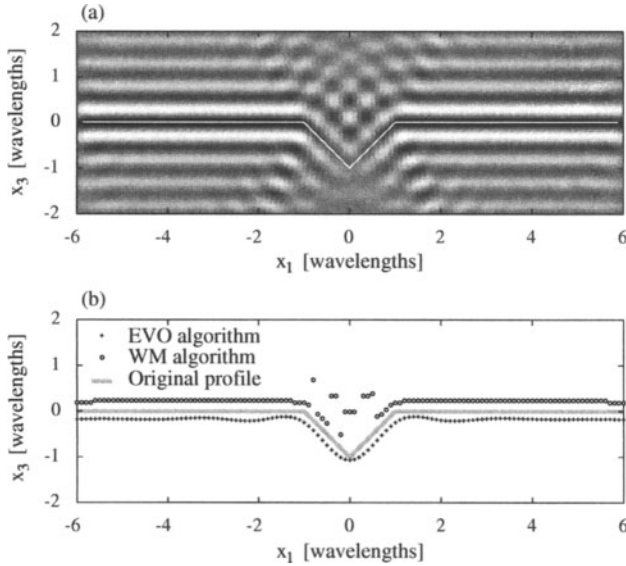 (a)
x3 [wavelengths]
2
1
0
-1
-2
-6
-4
-2
0
2
4
6
x1 [wavelengths]
(b)
x3 [wavelengths]
2
1
0
-1
-2
EVO algorithm
WM algorithm
Original profile
-6
-4
-2
0
2
4
6
x1 [wavelengths]